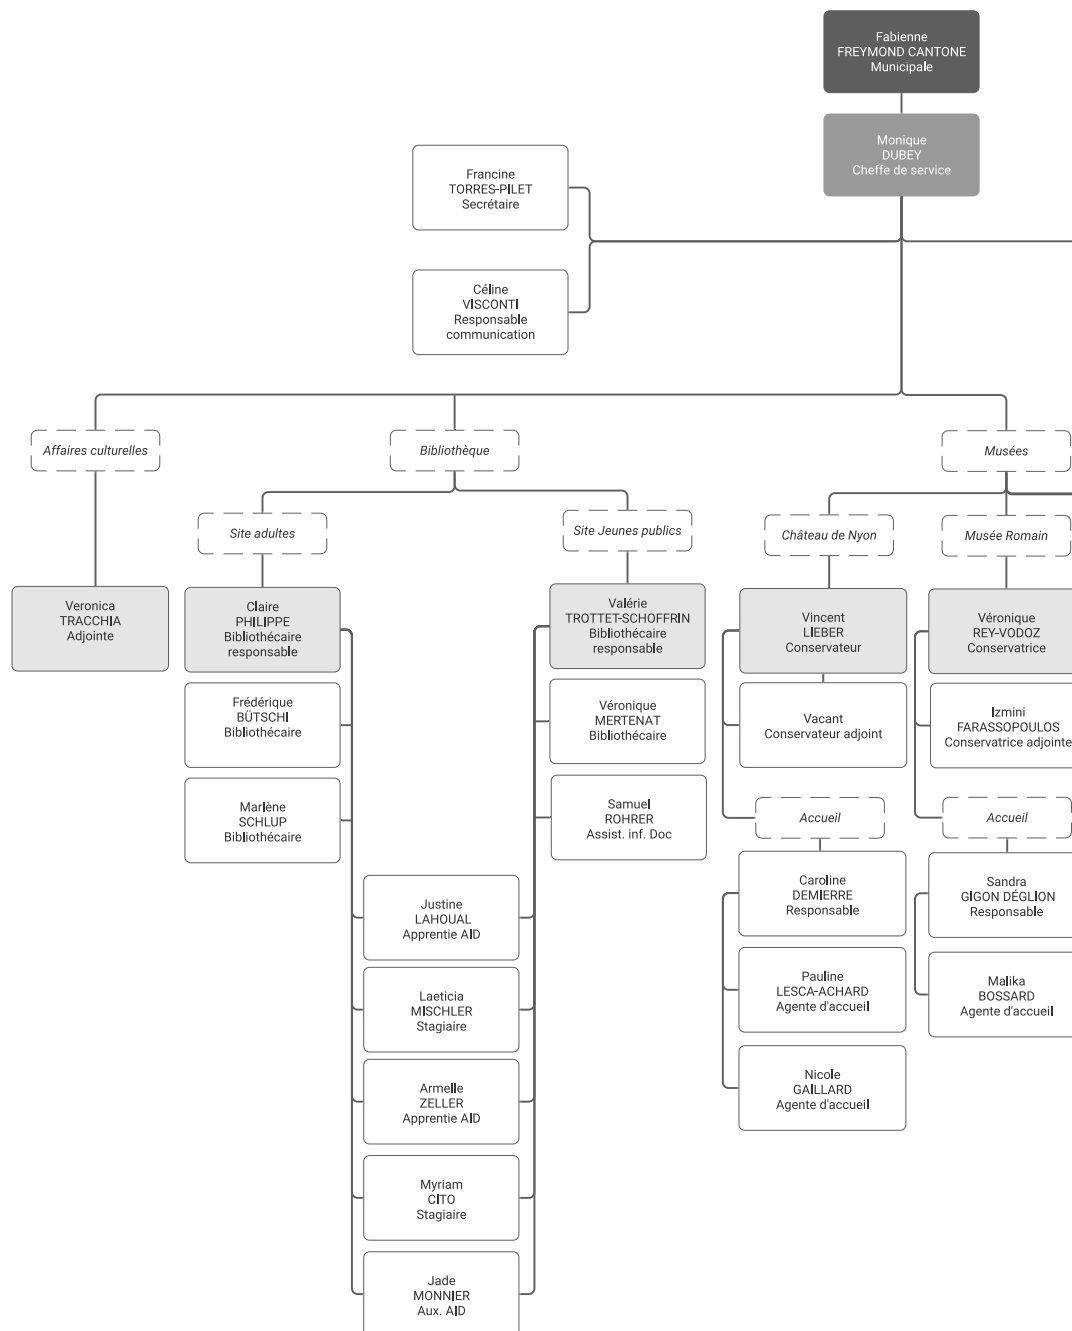 Fabienne
FREYMOND CANTONE
Municipale
Monique
DUBEY
Cheffe de service
Francine
TORRES-PILET
Secrétaire
Céline
VISCONTI
Responsable
communication
Affaires culturelles
Bibliothèque
Musées
Site adultes
Site Jeunes publics
Château de Nyon
Musée Romain
Veronica
TRACCHIA
Adjointe
Claire
PHILIPPE
Bibliothécaire
responsable
Valérie
TROTTET-SCHOFFRIN
Bibliothécaire
responsable
Vincent
LIEBER
Conservateur
Véronique
REY-VODOZ
Conservatrice
Frédérique
BÜTSCHI
Bibliothécaire
Véronique
MERTENAT
Bibliothécaire
Vacant
Conservateur adjoint
Izmini
FARASSOPOULOS
Conservatrice adjointe
Marlène
SCHLUP
Bibliothécaire
Samuel
ROHRER
Assist. inf. Doc
Accueil
Accueil
Justine
LAHOUAL
Apprentie AID
Caroline
DEMIERRE
Responsable
Sandra
GIGON DÉGLION
Responsable
Laeticia
MISCHLER
Stagiaire
Pauline
LESCA-ACHARD
Agente d'accueil
Malika
BOSSARD
Agente d'accueil
Armelle
ZELLER
Apprentie AID
Nicole
GAILLARD
Agente d'accueil
Myriam
CITO
Stagiaire
Jade
MONNIER
Aux. AID